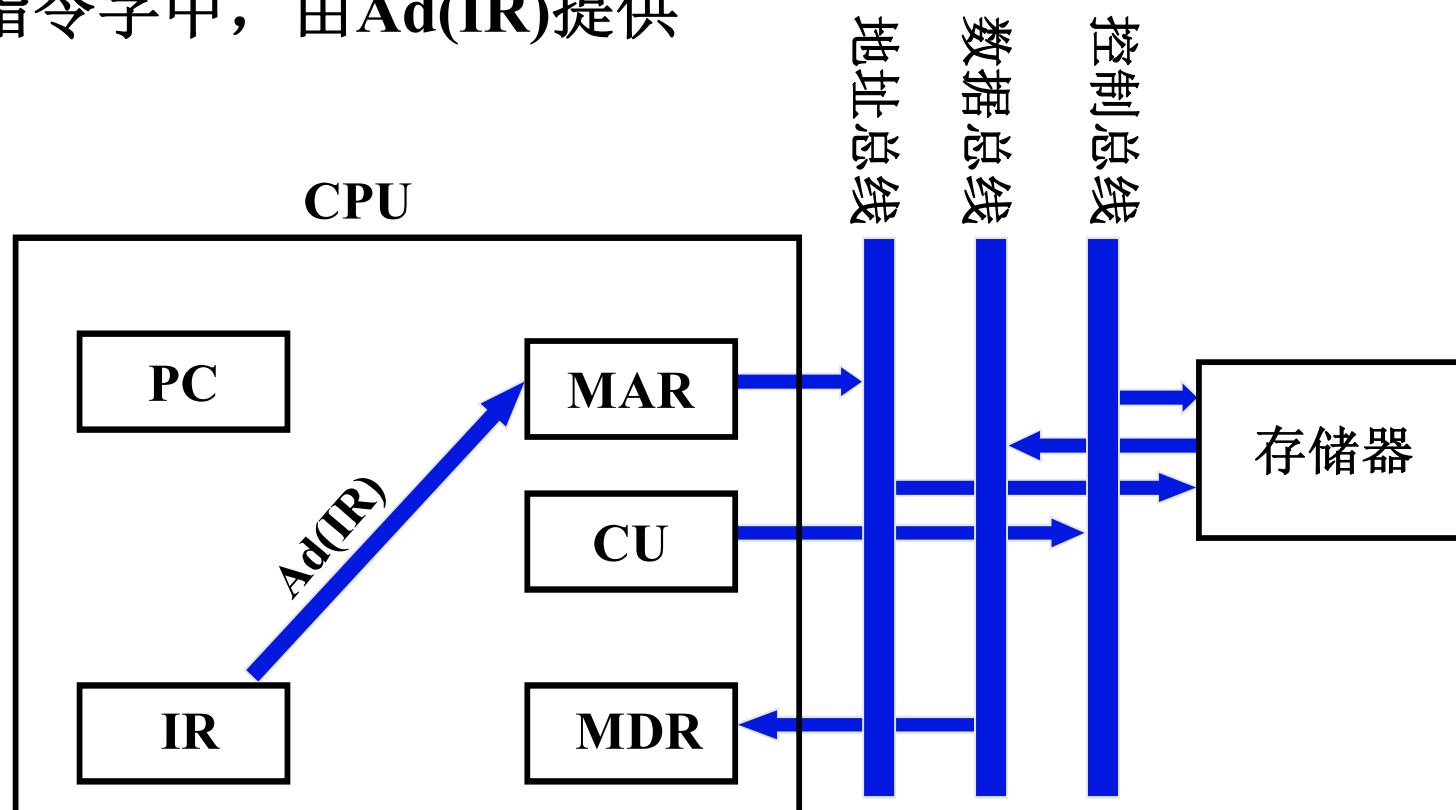 指令字中，由Ad(IR)提供
地址总线
数据总线
控制总线
CPU
PC
MAR
存储器
CU
Ad(IR)
IR
MDR